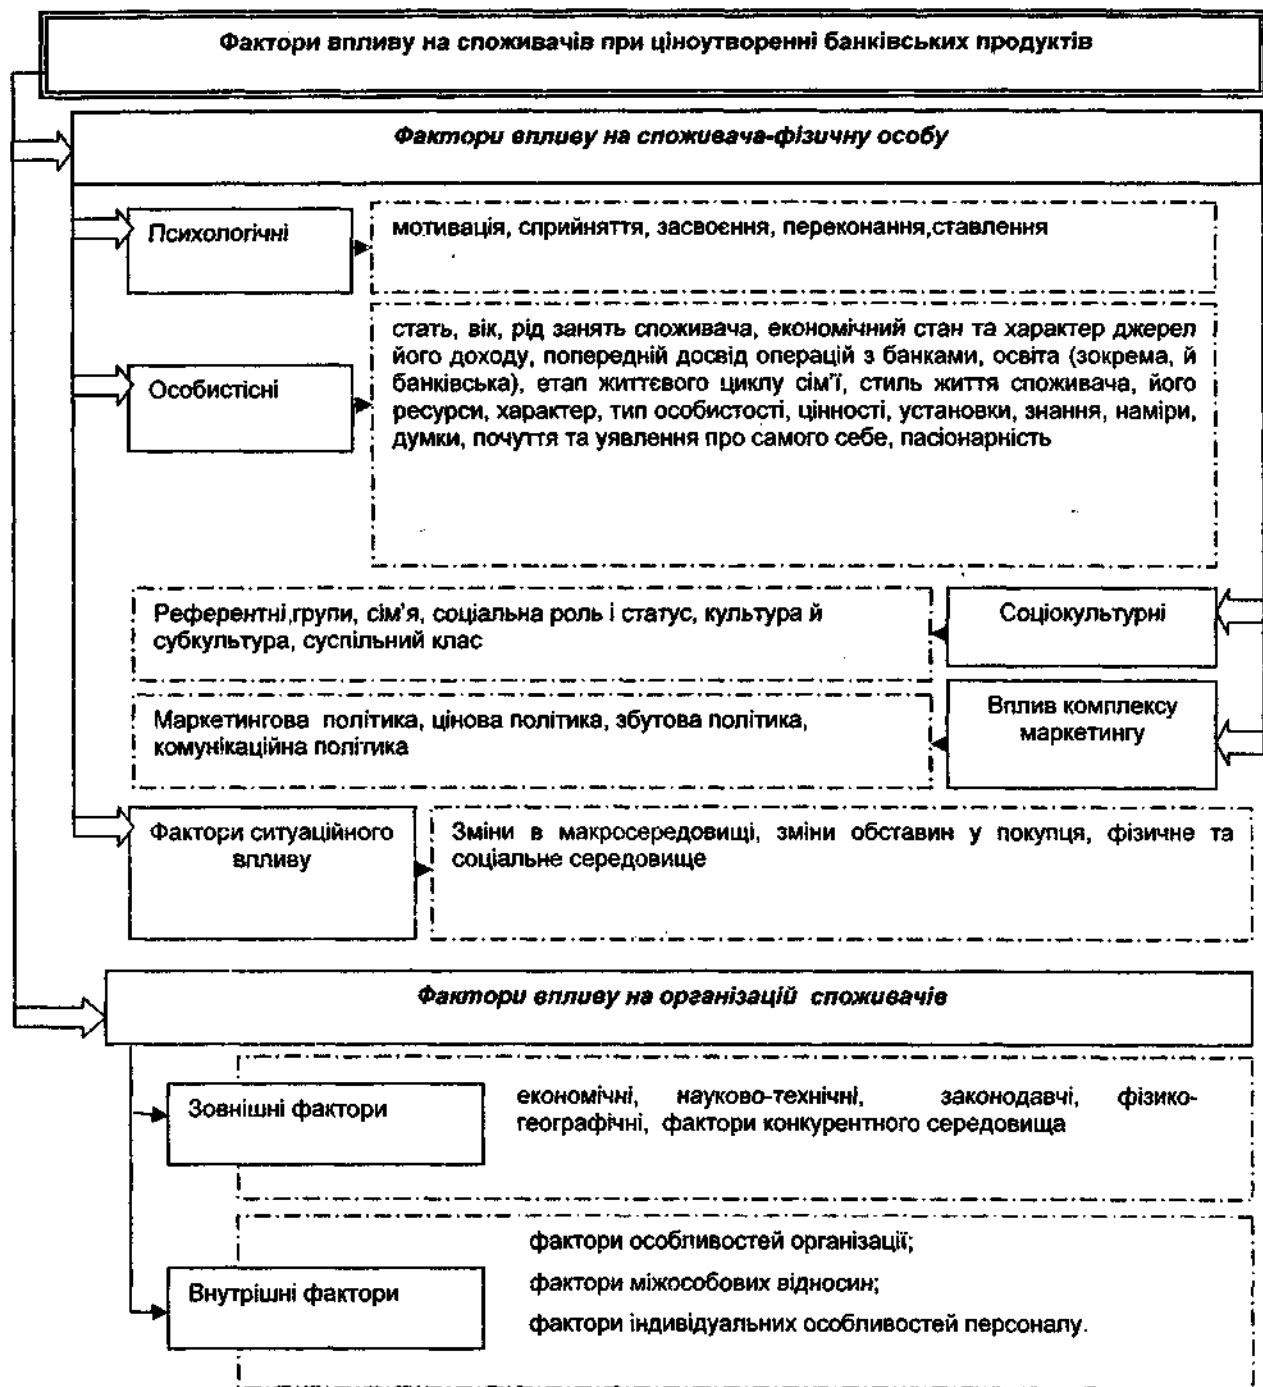 Фактори впливу на споживачів при ціноутворенні банківських продуктів
Фактори впливу на споживача-фізичну особу
Психологічні
мотивація, сприйняття, засвоєння, переконання,ставлення
Особистісні
стать, вік, рід занять споживача, економічний стан та характер джерел
його доходу, попередній досвід операцій з банками, освіта (зокрема, й
банківська), етап життєвого циклу сім'ї, стиль життя споживача, його
ресурси, характер, тип особистості, цінності, установки, знання, наміри,
думки, почуття та уявлення про самого себе, пасіонарність
Референтні,групи, сім'я, соціальна роль і статус, культура й
субкультура, суспільний клас
Соціокультурні
Маркетингова політика, цінова політика, збутова політика,
комунікаційна політика
Вплив комплексу
маркетингу
Фактори ситуаційного
впливу
Зміни в макросередовищі, зміни обставин у покупця, фізичне та
соціальне середовище
Фактори впливу на організацій споживачів
Зовнішні фактори
економічні, науково-технічні, законодавчі, фізико-
географічні, фактори конкурентного середовища
Внутрішні фактори
фактори особливостей організації;
фактори міжособових відносин;
фактори індивідуальних особливостей персоналу.